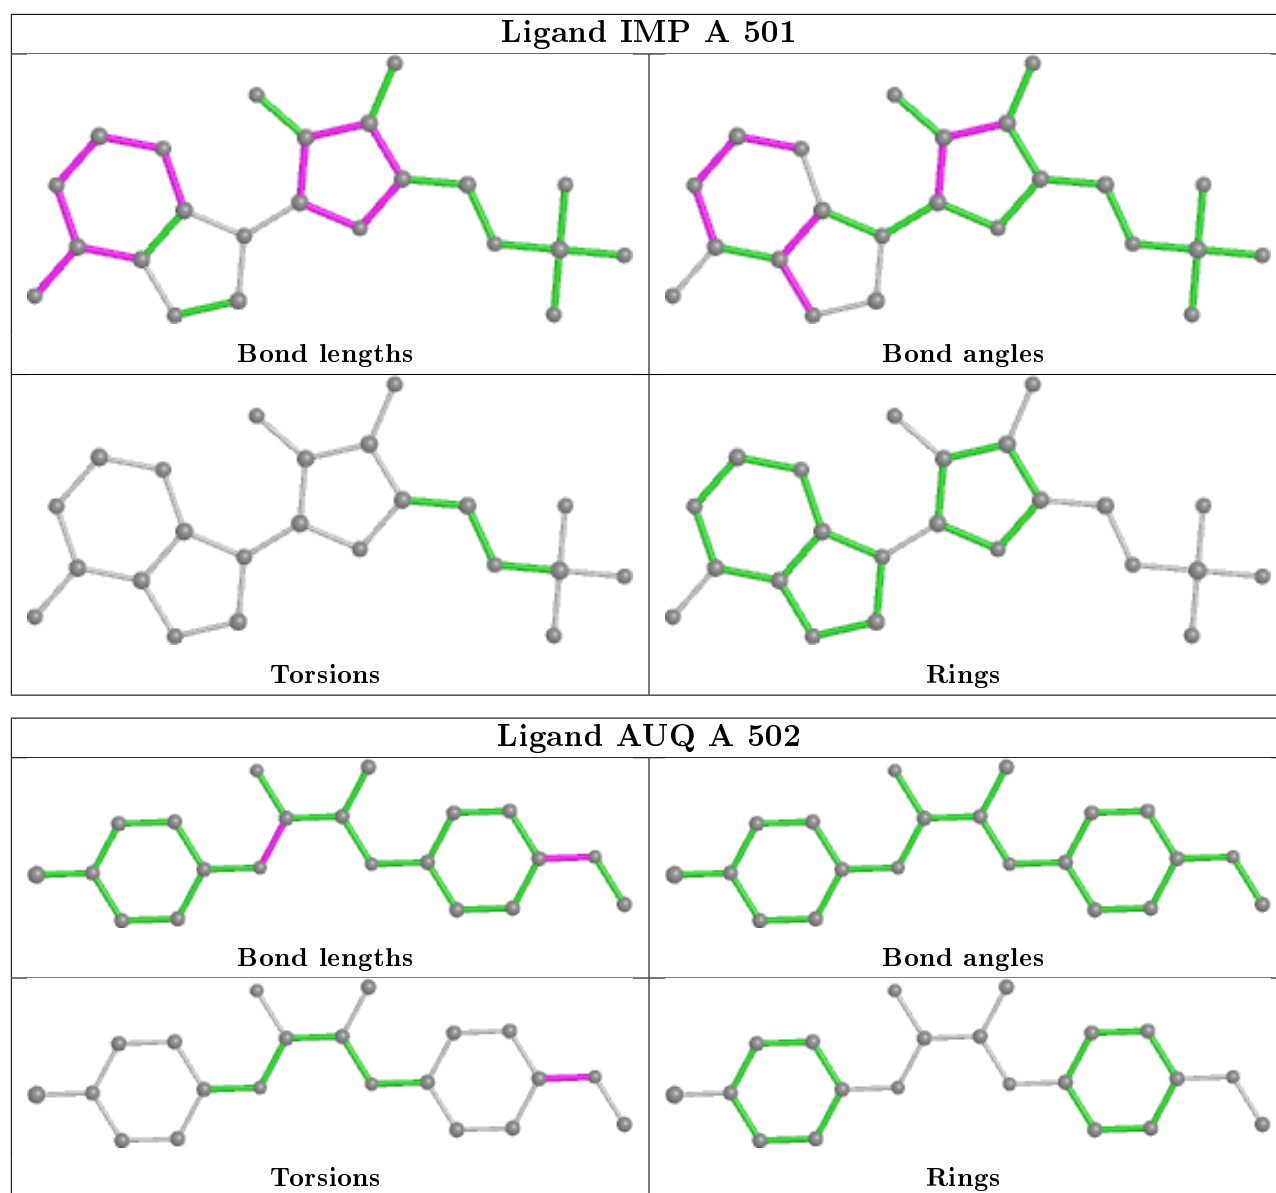 Ligand IMP A 501
Bond lengths
Bond angles
Torsions
Rings
Ligand AUQ A 502
Bond lengths
Bond angles
Torsions
Rings